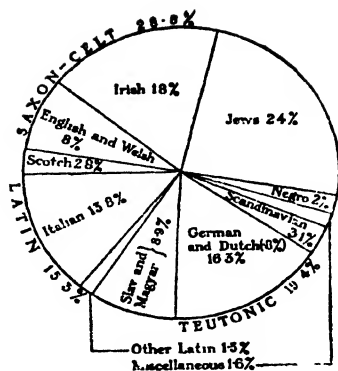 SAXON-CELT 28·8%
Irish 18%
Jews 24%
English and Welsh
8%
Scotch 2·8%
Negro 2%
Scandinavian
3·1%
LATIN 15·3%
Italian 13·8%
Slav and
Magyar } 8·9%
German
and Dutch
16·3%
TEUTONIC 19·4%
Other Latin 1·5%
Miscellaneous 1·6%